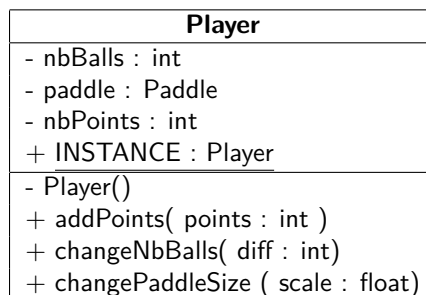 Player
- nbBalls : int
- paddle : Paddle
- nbPoints : int
+ INSTANCE : Player
- Player()
+ addPoints( points : int )
+ changeNbBalls( diff : int)
+ changePaddleSize ( scale : float)